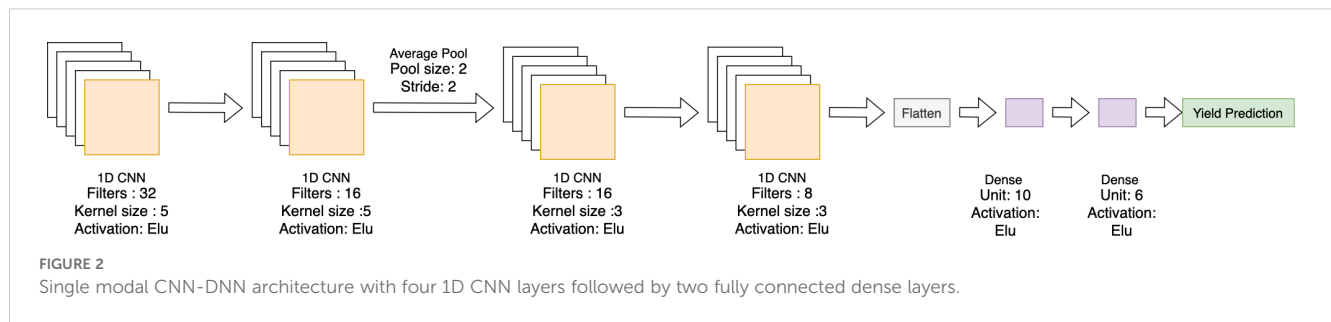 Average Pool
Pool size: 2
Stride: 2
Flatten
Yield Prediction
1D CNN
Filters : 32
Kernel size : 5
Activation: Elu
1D CNN
Filters : 16
Kernel size :5
Activation: Elu
1D CNN
Filters : 16
Kernel size :3
Activation: Elu
1D CNN
Filters : 8
Kernel size :3
Activation: Elu
Dense
Unit: 10
Activation:
Elu
Dense
Unit: 6
Activation:
Elu
FIGURE 2
Single modal CNN-DNN architecture with four 1D CNN layers followed by two fully connected dense layers.